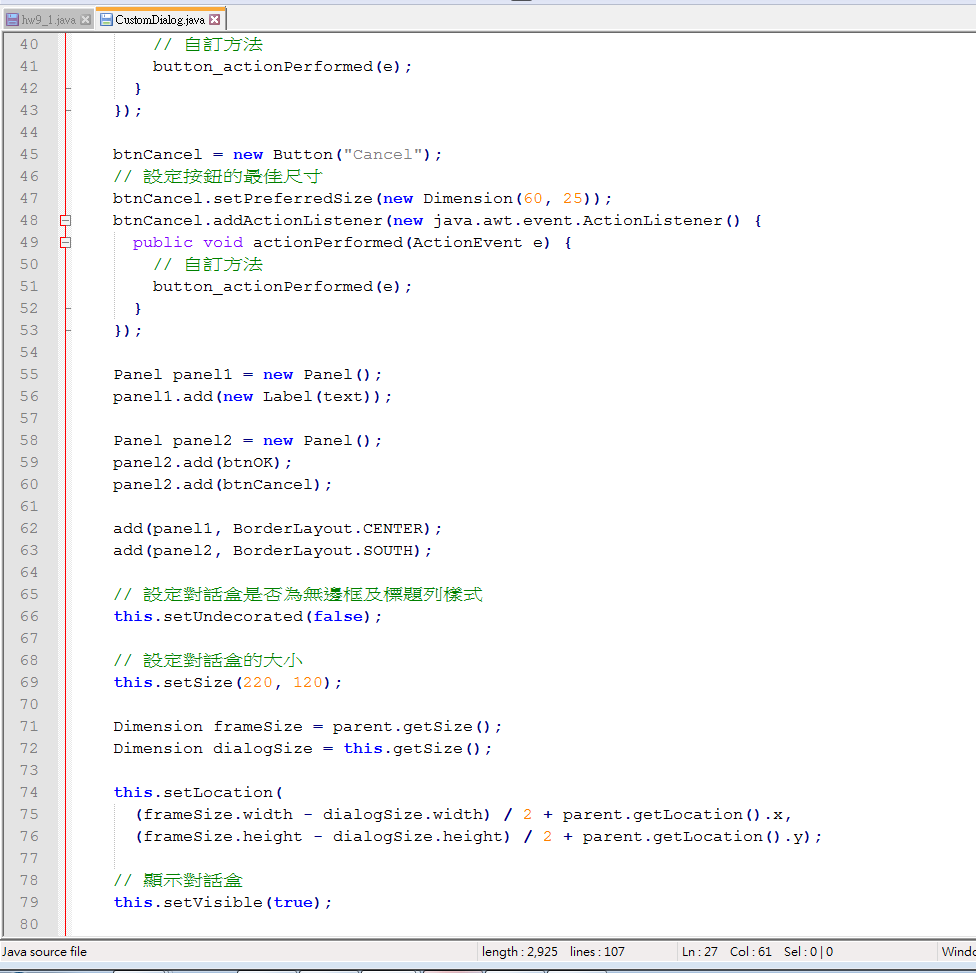 hw9_1.java CustomDialog.java
40 // 自訂方法
41 button_actionPerformed(e);
42 }
43 });
44
45 btnCancel = new Button("Cancel");
46 // 設定按鈕的最佳尺寸
47 btnCancel.setPreferredSize(new Dimension(60, 25));
48 btnCancel.addActionListener(new java.awt.event.ActionListener() {
49 public void actionPerformed(ActionEvent e) {
50 // 自訂方法
51 button_actionPerformed(e);
52 }
53 });
54
55 Panel panel1 = new Panel();
56 panel1.add(new Label(text));
57
58 Panel panel2 = new Panel();
59 panel2.add(btnOK);
60 panel2.add(btnCancel);
61
62 add(panel1, BorderLayout.CENTER);
63 add(panel2, BorderLayout.SOUTH);
64
65 // 設定對話盒是否為無邊框及標題列樣式
66 this.setUndecorated(false);
67
68 // 設定對話盒的大小
69 this.setSize(220, 120);
70
71 Dimension frameSize = parent.getSize();
72 Dimension dialogSize = this.getSize();
73
74 this.setLocation(
75 (frameSize.width - dialogSize.width) / 2 + parent.getLocation().x,
76 (frameSize.height - dialogSize.height) / 2 + parent.getLocation().y);
77
78 // 顯示對話盒
79 this.setVisible(true);
80
Java source file length : 2,925 lines : 107 Ln : 27 Col : 61 Sel : 0 | 0 Windo